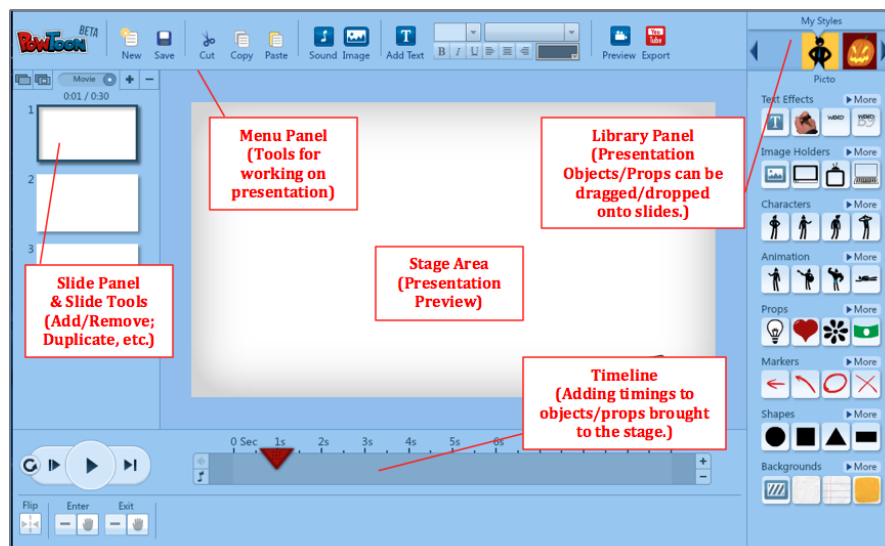 PowToon BETA
New Save Cut Copy Paste Sound Image Add Text B I U Preview Export
You Tube
My Styles
Picto
Movie
0:01 / 0:30
1
2
3
Menu Panel
(Tools for
working on
presentation)
Library Panel
(Presentation
Objects/Props can be
dragged/dropped
onto slides.)
Slide Panel
& Slide Tools
(Add/Remove;
Duplicate, etc.)
Stage Area
(Presentation
Preview)
Timeline
(Adding timings to
objects/props brought
to the stage.)
Text Effects More
Image Holders More
Characters More
Animation More
Props More
Markers More
Shapes More
Backgrounds More
0 Sec 1s 2s 3s 4s 5s 6s
Flip Enter Exit